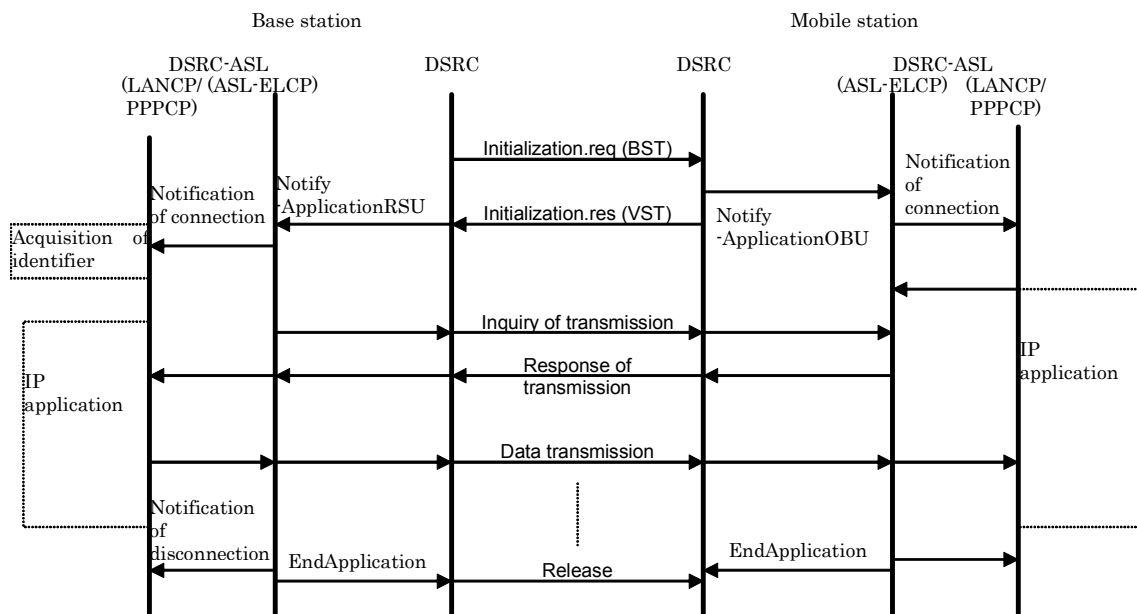 Base station
Mobile station
DSRC-ASL
(LANCP/ (ASL-ELCP)
PPPCP)
DSRC
DSRC
DSRC-ASL
(ASL-ELCP) (LANCP/
PPPCP)
Initialization.req (BST)
Notification
of
connection
Notification
of connection
Notify
-ApplicationRSU
Initialization.res (VST)
Notify
-ApplicationOBU
Acquisition of
identifier
Inquiry of transmission
Response of
transmission
IP
application
IP
application
Data transmission
Notification
of
disconnection
EndApplication
Release
EndApplication